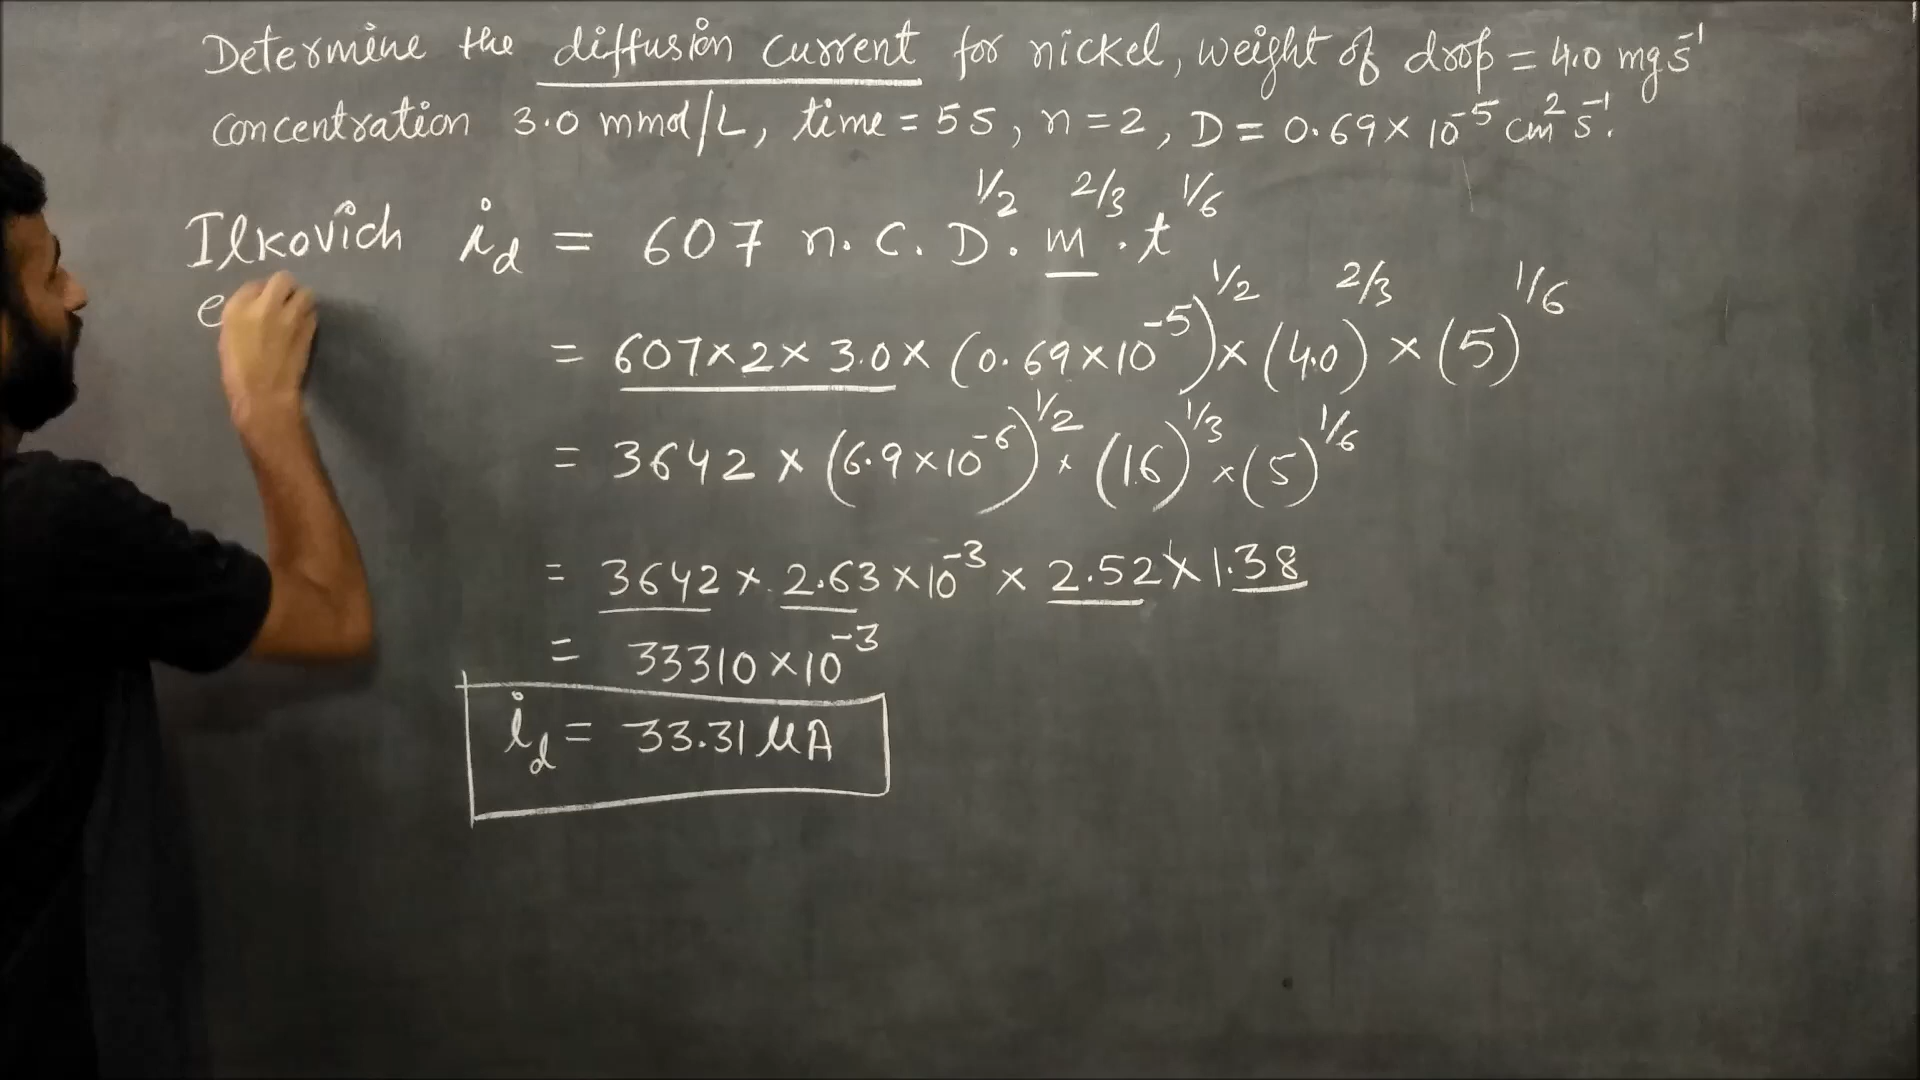 Determine the diffusion current for nickel, weight of drop = 4.0 mg s⁻¹
concentration 3.0 mmol/L, time = 5 s, n = 2, D = 0.69 × 10⁻⁵ cm² s⁻¹.
Ilkovich i_d = 607 n. C. D^1/2 . m^2/3 . t^1/6
e
= 607 × 2 × 3.0 × (0.69 × 10⁻⁵)^1/2 × (4.0)^2/3 × (5)^1/6
= 3642 × (6.9 × 10⁻⁶)^1/2 × (16)^1/3 × (5)^1/6
= 3642 × 2.63 × 10⁻³ × 2.52 × 1.38
= 33310 × 10⁻³
i_d = 33.31 μA